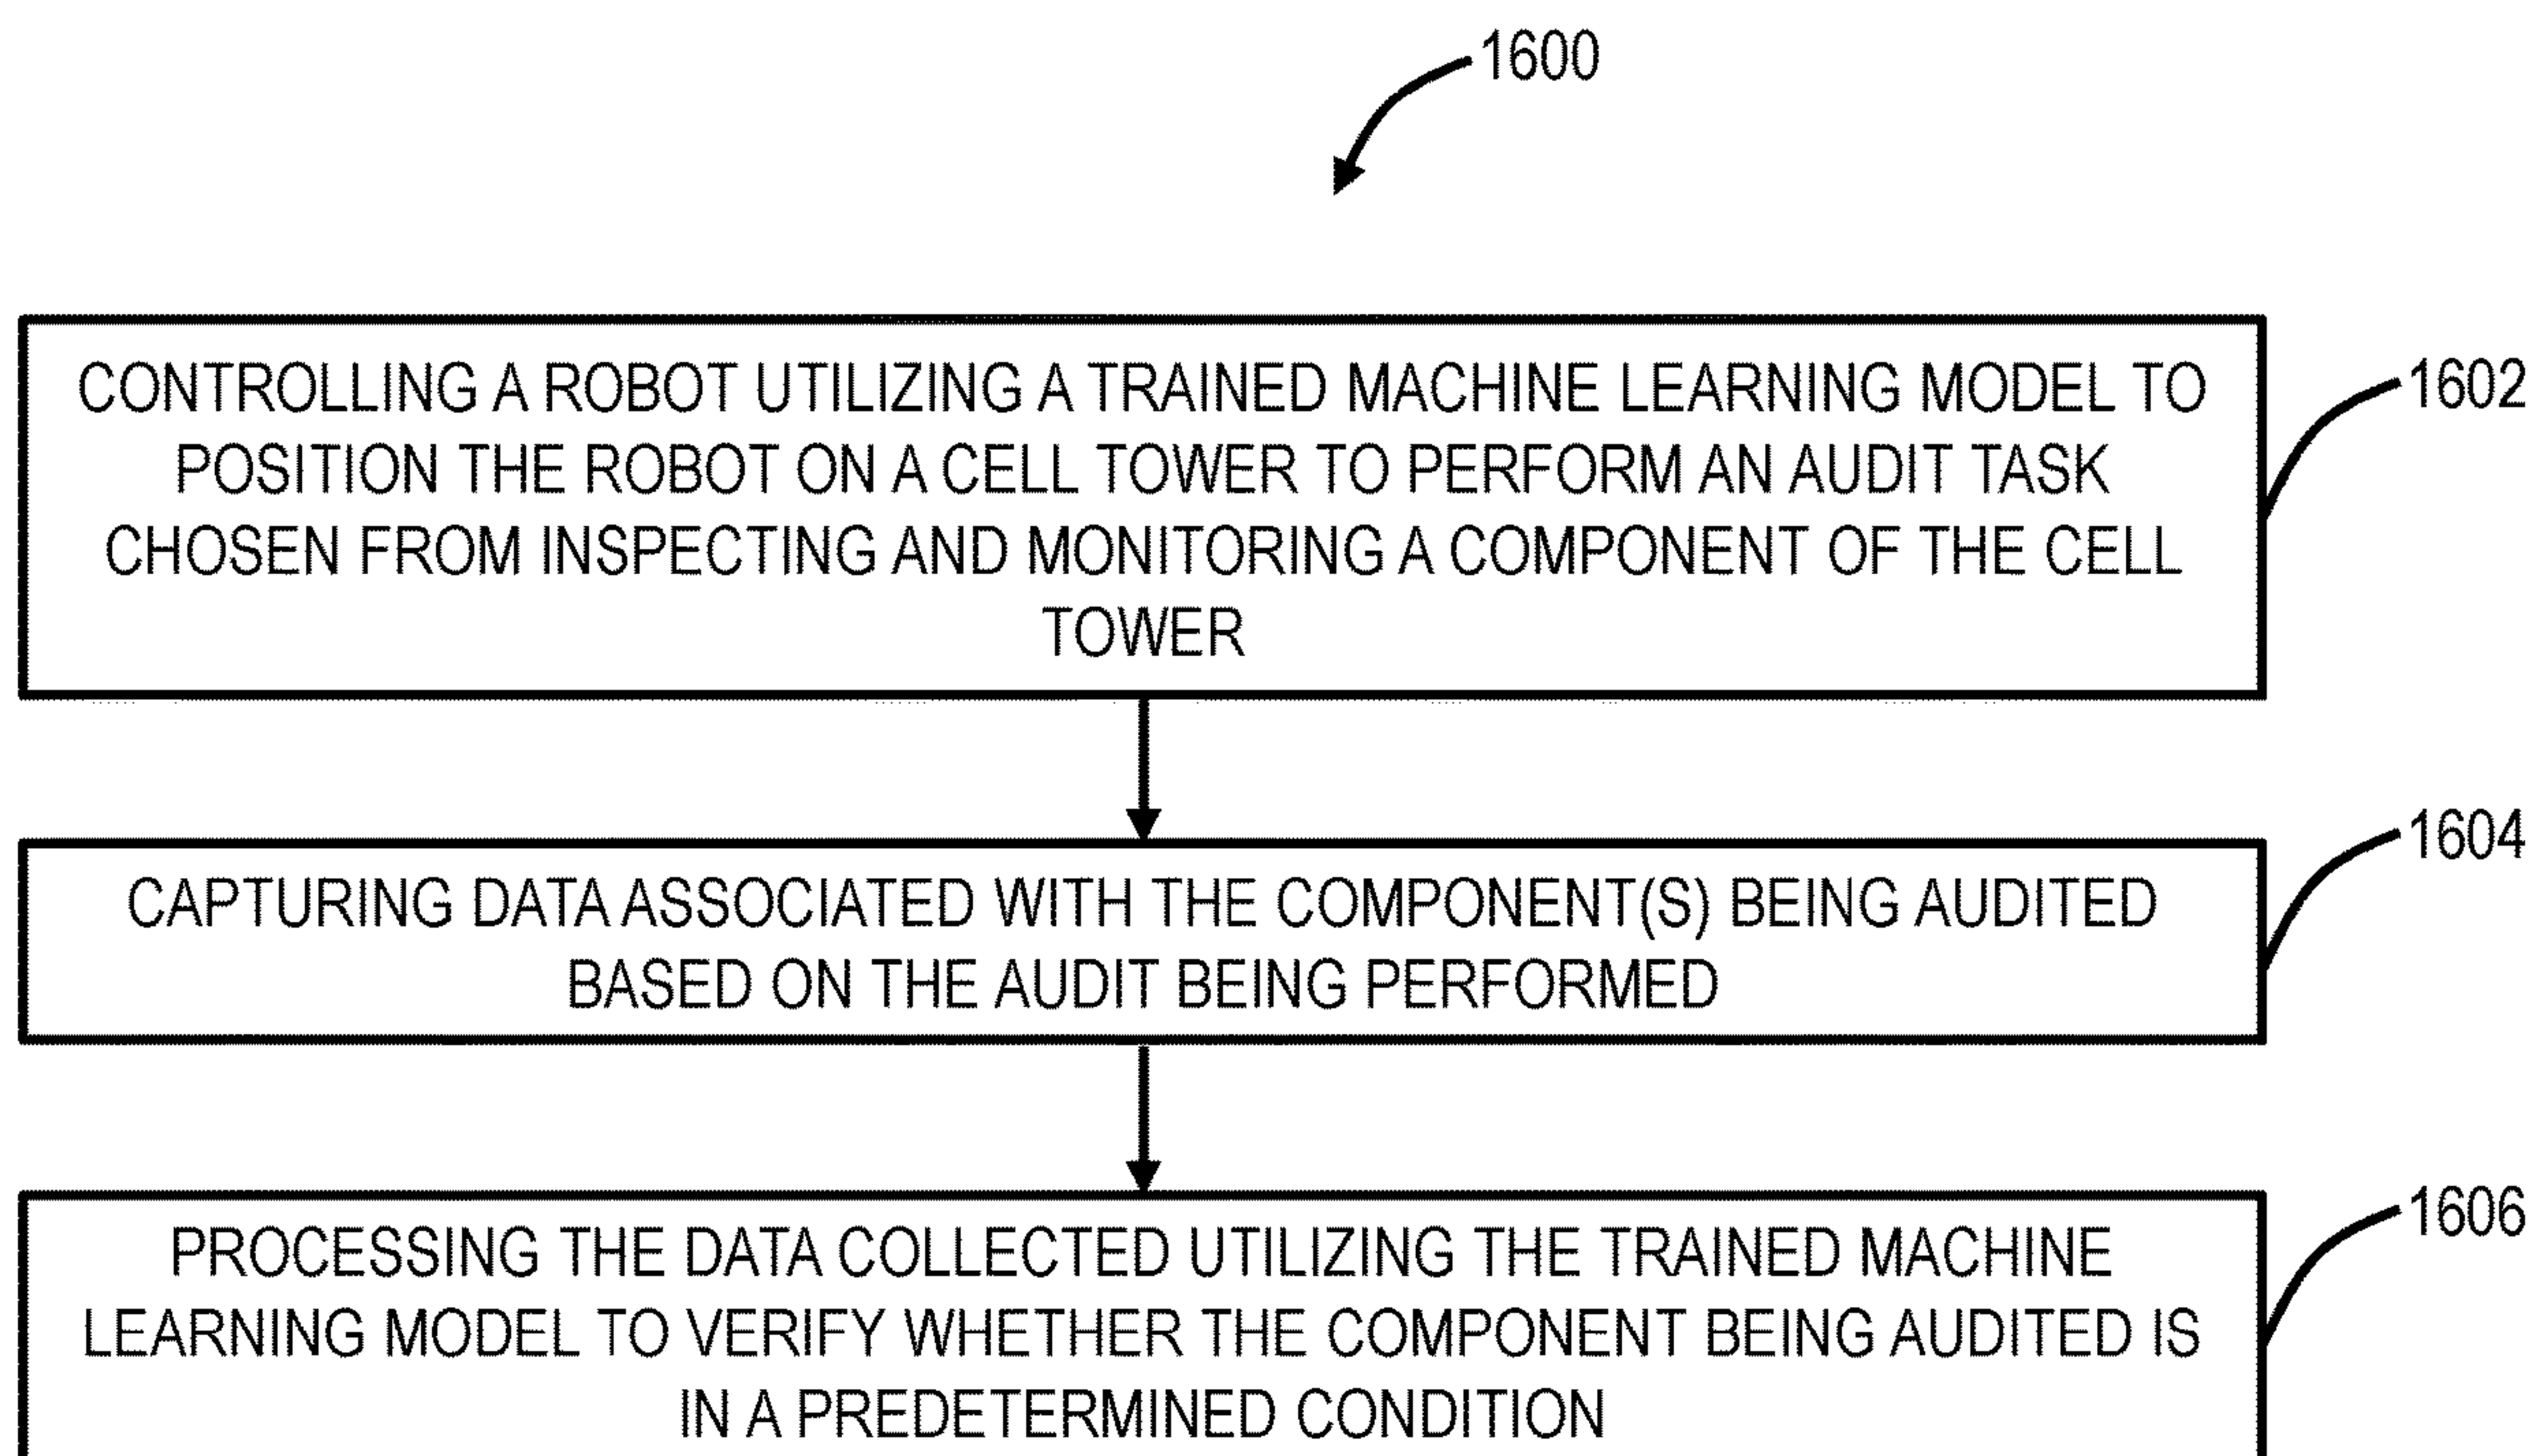 1600
CONTROLLING A ROBOT UTILIZING A TRAINED MACHINE LEARNING MODEL TO
POSITION THE ROBOT ON A CELL TOWER TO PERFORM AN AUDIT TASK
CHOSEN FROM INSPECTING AND MONITORING A COMPONENT OF THE CELL
TOWER
1602
CAPTURING DATA ASSOCIATED WITH THE COMPONENT(S) BEING AUDITED
BASED ON THE AUDIT BEING PERFORMED
1604
PROCESSING THE DATA COLLECTED UTILIZING THE TRAINED MACHINE
LEARNING MODEL TO VERIFY WHETHER THE COMPONENT BEING AUDITED IS
IN A PREDETERMINED CONDITION
1606